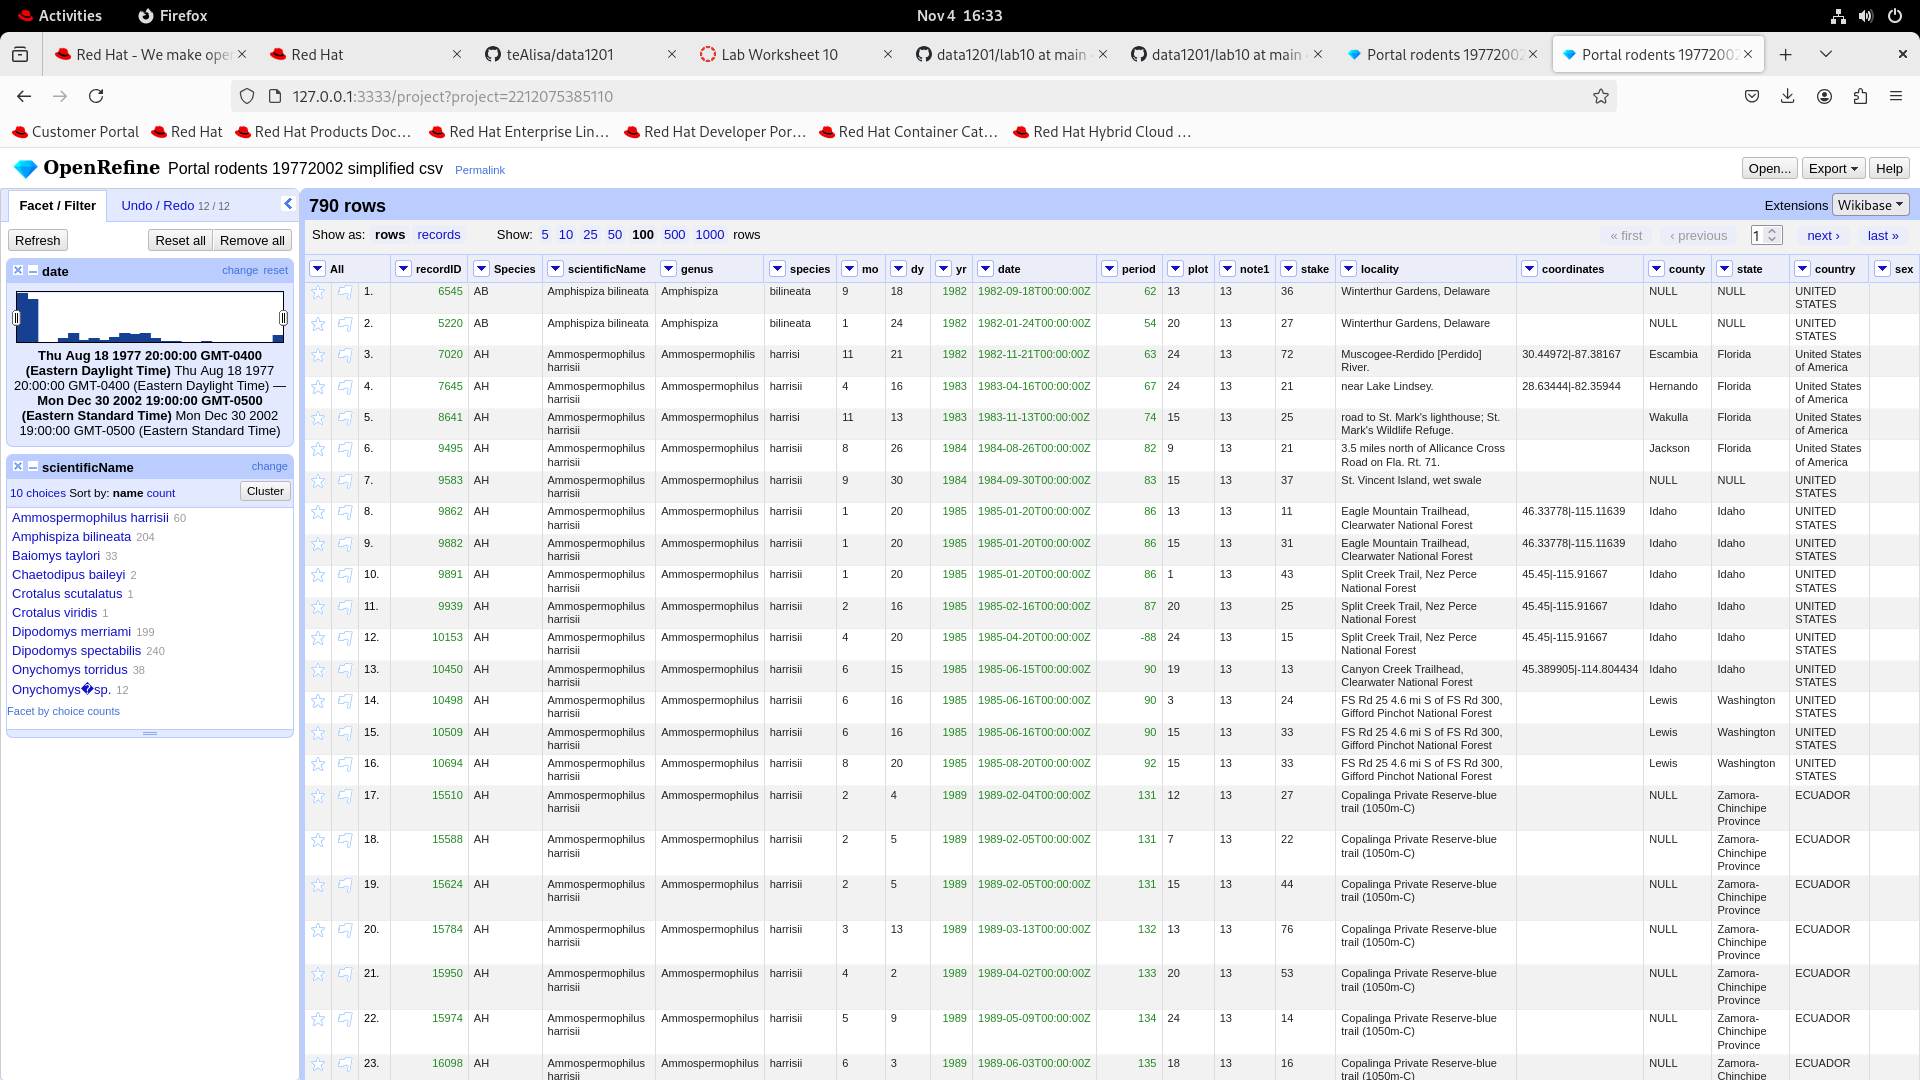 Activities Firefox Nov 4 16:33
Red Hat - We make ope Red Hat teAlisa/data1201 Lab Worksheet 10 data1201/lab10 at main data1201/lab10 at main Portal rodents 19772002 Portal rodents 19772002
127.0.0.1:3333/project?project=2212075385110
Customer Portal Red Hat Red Hat Products Doc… Red Hat Enterprise Lin… Red Hat Developer Por… Red Hat Container Cat… Red Hat Hybrid Cloud …
OpenRefine Portal rodents 19772002 simplified csv Permalink Open... Export Help
Facet / Filter Undo / Redo 12 / 12
Refresh Reset all Remove all
date change reset
Thu Aug 18 1977 20:00:00 GMT-0400
(Eastern Daylight Time) Thu Aug 18 1977
20:00:00 GMT-0400 (Eastern Daylight Time) —
Mon Dec 30 2002 19:00:00 GMT-0500
(Eastern Standard Time) Mon Dec 30 2002
19:00:00 GMT-0500 (Eastern Standard Time)
scientificName change
10 choices Sort by: name count Cluster
Ammospermophilus harrisii 60
Amphispiza bilineata 204
Baiomys taylori 33
Chaetodipus baileyi 2
Crotalus scutalatus 1
Crotalus viridis 1
Dipodomys merriami 199
Dipodomys spectabilis 240
Onychomys torridus 38
Onychomys�sp. 12
Facet by choice counts
790 rows Extensions Wikibase
Show as: rows records Show: 5 10 25 50 100 500 1000 rows « first ‹ previous 1 next › last »
All recordID Species scientificName genus species mo dy yr date period plot note1 stake locality coordinates county state country sex
1. 6545 AB Amphispiza bilineata Amphispiza bilineata 9 18 1982 1982-09-18T00:00:00Z 62 13 13 36 Winterthur Gardens, Delaware NULL NULL UNITED
STATES
2. 5220 AB Amphispiza bilineata Amphispiza bilineata 1 24 1982 1982-01-24T00:00:00Z 54 20 13 27 Winterthur Gardens, Delaware NULL NULL UNITED
STATES
3. 7020 AH Ammospermophilus Ammospermophilis harrisi 11 21 1982 1982-11-21T00:00:00Z 63 24 13 72 Muscogee-Rerdido [Perdido] 30.44972|-87.38167 Escambia Florida United States
harrisii River. of America
4. 7645 AH Ammospermophilus Ammospermophilus harrisii 4 16 1983 1983-04-16T00:00:00Z 67 24 13 21 near Lake Lindsey. 28.63444|-82.35944 Hernando Florida United States
harrisii of America
5. 8641 AH Ammospermophilus Ammospermophilus harrisi 11 13 1983 1983-11-13T00:00:00Z 74 15 13 25 road to St. Mark's lighthouse; St. Wakulla Florida United States
harrisii Mark's Wildlife Refuge. of America
6. 9495 AH Ammospermophilus Ammospermophilus harrisii 8 26 1984 1984-08-26T00:00:00Z 82 9 13 21 3.5 miles north of Allicance Cross Jackson Florida United States
harrisii Road on Fla. Rt. 71. of America
7. 9583 AH Ammospermophilus Ammospermophilus harrisii 9 30 1984 1984-09-30T00:00:00Z 83 15 13 37 St. Vincent Island, wet swale NULL NULL UNITED
harrisii STATES
8. 9862 AH Ammospermophilus Ammospermophilus harrisii 1 20 1985 1985-01-20T00:00:00Z 86 13 13 11 Eagle Mountain Trailhead, 46.33778|-115.11639 Idaho Idaho UNITED
harrisii Clearwater National Forest STATES
9. 9882 AH Ammospermophilus Ammospermophilus harrisii 1 20 1985 1985-01-20T00:00:00Z 86 15 13 31 Eagle Mountain Trailhead, 46.33778|-115.11639 Idaho Idaho UNITED
harrisii Clearwater National Forest STATES
10. 9891 AH Ammospermophilus Ammospermophilus harrisii 1 20 1985 1985-01-20T00:00:00Z 86 1 13 43 Split Creek Trail, Nez Perce 45.45|-115.91667 Idaho Idaho UNITED
harrisii National Forest STATES
11. 9939 AH Ammospermophilus Ammospermophilus harrisii 2 16 1985 1985-02-16T00:00:00Z 87 20 13 25 Split Creek Trail, Nez Perce 45.45|-115.91667 Idaho Idaho UNITED
harrisii National Forest STATES
12. 10153 AH Ammospermophilus Ammospermophilus harrisii 4 20 1985 1985-04-20T00:00:00Z -88 24 13 15 Split Creek Trail, Nez Perce 45.45|-115.91667 Idaho Idaho UNITED
harrisii National Forest STATES
13. 10450 AH Ammospermophilus Ammospermophilus harrisii 6 15 1985 1985-06-15T00:00:00Z 90 19 13 13 Canyon Creek Trailhead, 45.389905|-114.804434 Idaho Idaho UNITED
harrisii Clearwater National Forest STATES
14. 10498 AH Ammospermophilus Ammospermophilus harrisii 6 16 1985 1985-06-16T00:00:00Z 90 3 13 24 FS Rd 25 4.6 mi S of FS Rd 300, Lewis Washington UNITED
harrisii Gifford Pinchot National Forest STATES
15. 10509 AH Ammospermophilus Ammospermophilus harrisii 6 16 1985 1985-06-16T00:00:00Z 90 15 13 33 FS Rd 25 4.6 mi S of FS Rd 300, Lewis Washington UNITED
harrisii Gifford Pinchot National Forest STATES
16. 10694 AH Ammospermophilus Ammospermophilus harrisii 8 20 1985 1985-08-20T00:00:00Z 92 15 13 33 FS Rd 25 4.6 mi S of FS Rd 300, Lewis Washington UNITED
harrisii Gifford Pinchot National Forest STATES
17. 15510 AH Ammospermophilus Ammospermophilus harrisii 2 4 1989 1989-02-04T00:00:00Z 131 12 13 27 Copalinga Private Reserve-blue NULL Zamora- ECUADOR
harrisii trail (1050m-C) Chinchipe
Province
18. 15588 AH Ammospermophilus Ammospermophilus harrisii 2 5 1989 1989-02-05T00:00:00Z 131 7 13 22 Copalinga Private Reserve-blue NULL Zamora- ECUADOR
harrisii trail (1050m-C) Chinchipe
Province
19. 15624 AH Ammospermophilus Ammospermophilus harrisii 2 5 1989 1989-02-05T00:00:00Z 131 15 13 44 Copalinga Private Reserve-blue NULL Zamora- ECUADOR
harrisii trail (1050m-C) Chinchipe
Province
20. 15784 AH Ammospermophilus Ammospermophilus harrisii 3 13 1989 1989-03-13T00:00:00Z 132 13 13 76 Copalinga Private Reserve-blue NULL Zamora- ECUADOR
harrisii trail (1050m-C) Chinchipe
Province
21. 15950 AH Ammospermophilus Ammospermophilus harrisii 4 2 1989 1989-04-02T00:00:00Z 133 20 13 53 Copalinga Private Reserve-blue NULL Zamora- ECUADOR
harrisii trail (1050m-C) Chinchipe
Province
22. 15974 AH Ammospermophilus Ammospermophilus harrisii 5 9 1989 1989-05-09T00:00:00Z 134 24 13 14 Copalinga Private Reserve-blue NULL Zamora- ECUADOR
harrisii trail (1050m-C) Chinchipe
Province
23. 16098 AH Ammospermophilus Ammospermophilus harrisii 6 3 1989 1989-06-03T00:00:00Z 135 18 13 16 Copalinga Private Reserve-blue NULL Zamora- ECUADOR
harrisii trail (1050m-C) Chinchipe